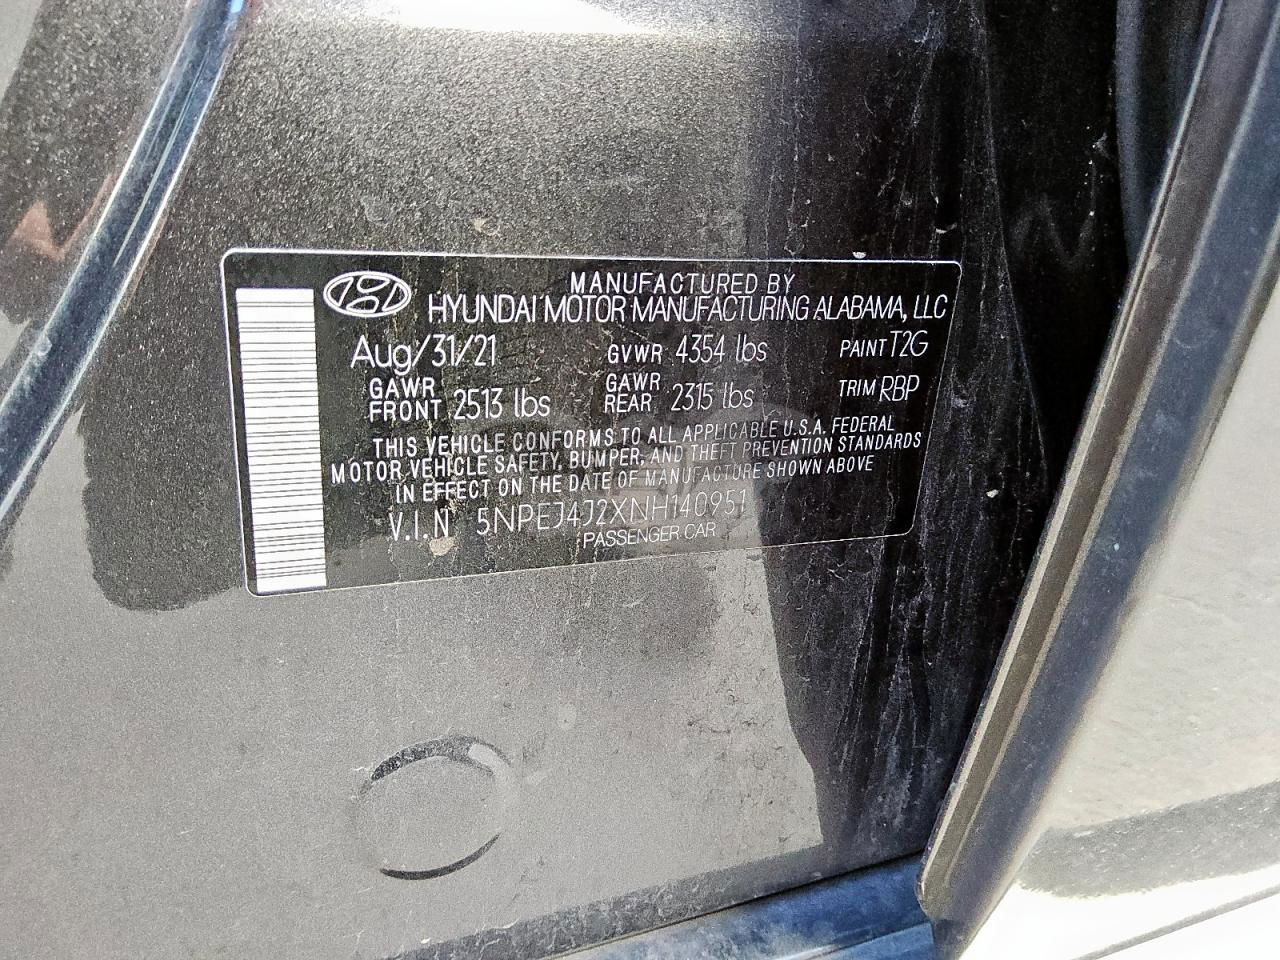 MANUFACTURED BY
HYUNDAI MOTOR MANUFACTURING ALABAMA, LLC
Aug/31/21 GVWR 4354 lbs PAINT T2G
GAWR FRONT 2513 lbs GAWR REAR 2315 lbs TRIM RBP
THIS VEHICLE CONFORMS TO ALL APPLICABLE U.S.A. FEDERAL
MOTOR VEHICLE SAFETY, BUMPER, AND THEFT PREVENTION STANDARDS
IN EFFECT ON THE DATE OF MANUFACTURE SHOWN ABOVE
V.I.N 5NPEJ4J2XNH140951
PASSENGER CAR